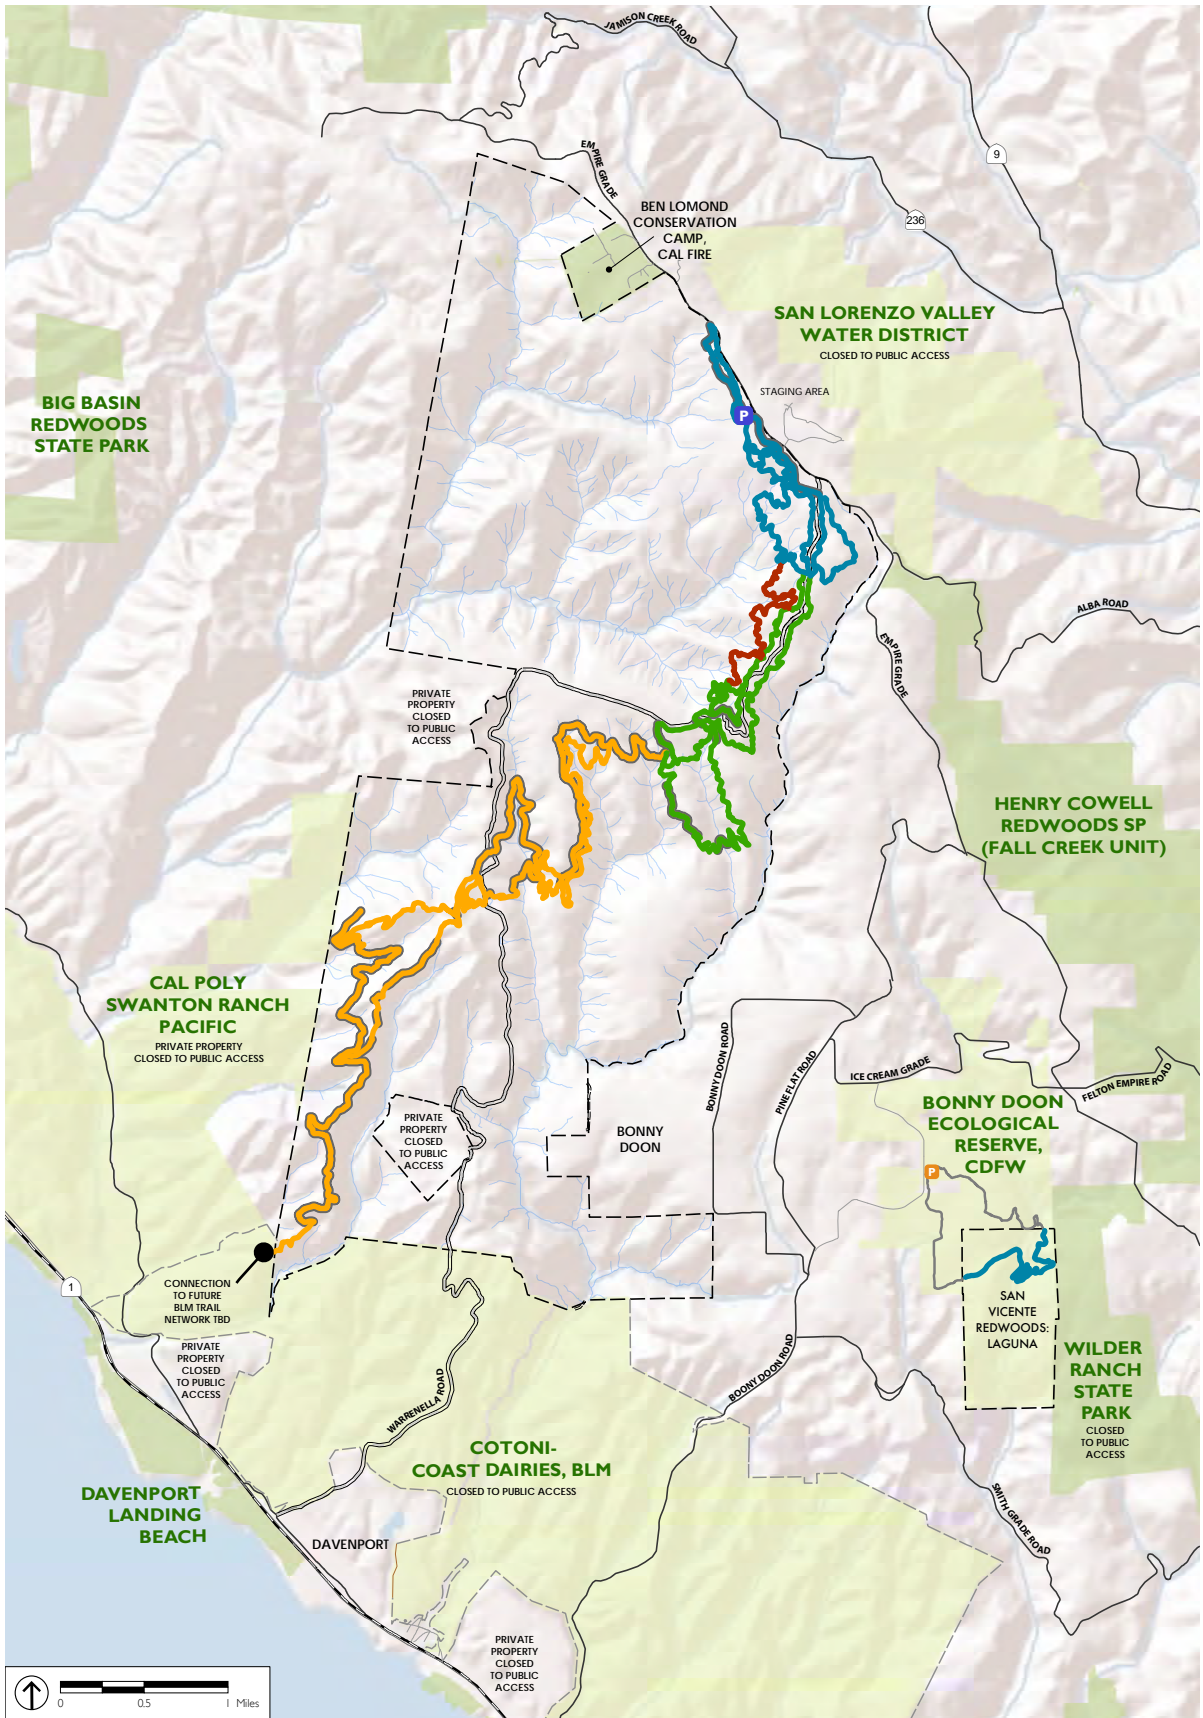 JAMISON CREEK ROAD
9
EMPIRE GRADE
236
BEN LOMOND
CONSERVATION
CAMP,
CAL FIRE
SAN LORENZO VALLEY
WATER DISTRICT
CLOSED TO PUBLIC ACCESS
STAGING AREA
P
BIG BASIN
REDWOODS
STATE PARK
ALBA ROAD
EMPIRE GRADE
PRIVATE
PROPERTY
CLOSED
TO PUBLIC
ACCESS
HENRY COWELL
REDWOODS SP
(FALL CREEK UNIT)
CAL POLY
SWANTON RANCH
PACIFIC
PRIVATE PROPERTY
CLOSED TO PUBLIC ACCESS
BONNY DOON ROAD
PINE FLAT ROAD
ICE CREAM GRADE
FELTON EMPIRE ROAD
BONNY DOON
ECOLOGICAL
RESERVE,
CDFW
P
PRIVATE
PROPERTY
CLOSED
TO PUBLIC
ACCESS
BONNY
DOON
CONNECTION
TO FUTURE
BLM TRAIL
NETWORK TBD
1
SAN
VICENTE
REDWOODS:
LAGUNA
PRIVATE
PROPERTY
CLOSED
TO PUBLIC
ACCESS
WILDER
RANCH
STATE
PARK
CLOSED
TO PUBLIC
ACCESS
WARRENELLA ROAD
BOONY DOON ROAD
COTONI-
COAST DAIRIES, BLM
CLOSED TO PUBLIC ACCESS
DAVENPORT
LANDING
BEACH
SMITH GRADE ROAD
DAVENPORT
PRIVATE
PROPERTY
CLOSED
TO PUBLIC
ACCESS
0 0.5 1 Miles